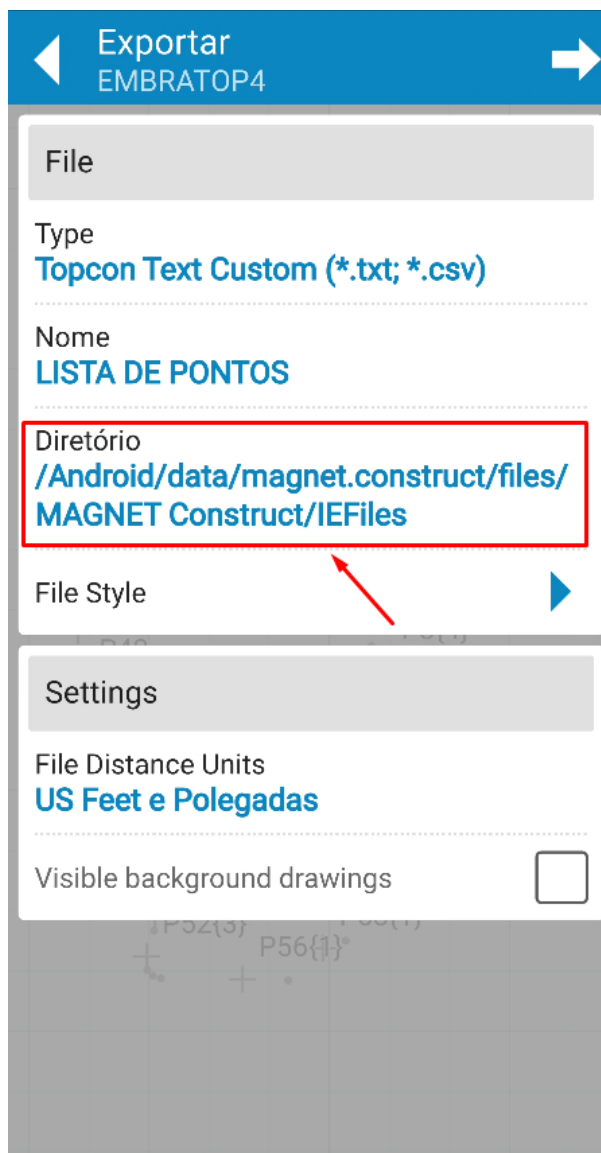 Exportar
EMBRATOP4
File
Type
Topcon Text Custom (*.txt; *.csv)
Nome
LISTA DE PONTOS
Diretório
/Android/data/magnet.construct/files/
MAGNET Construct/IEFiles
File Style
Settings
File Distance Units
US Feet e Polegadas
Visible background drawings
P52{3}
P56{1}